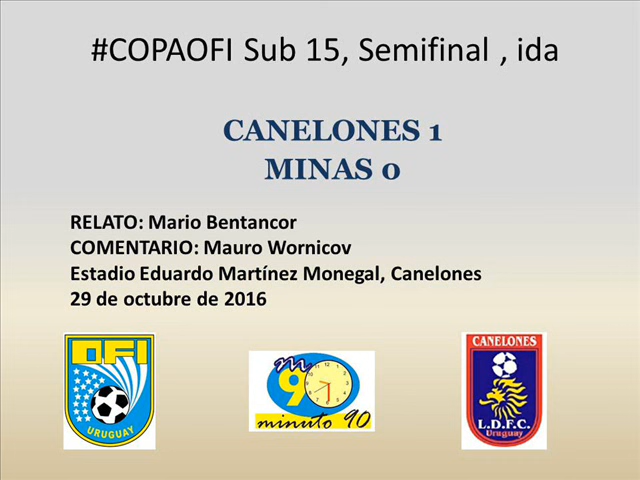 #COPAOFI Sub 15, Semifinal , ida
CANELONES 1
MINAS 0
RELATO: Mario Bentancor
COMENTARIO: Mauro Wornicov
Estadio Eduardo Martínez Monegal, Canelones
29 de octubre de 2016
OFI
URUGUAY
m
90
minuto 90
CANELONES
L.D.F.C.
Uruguay